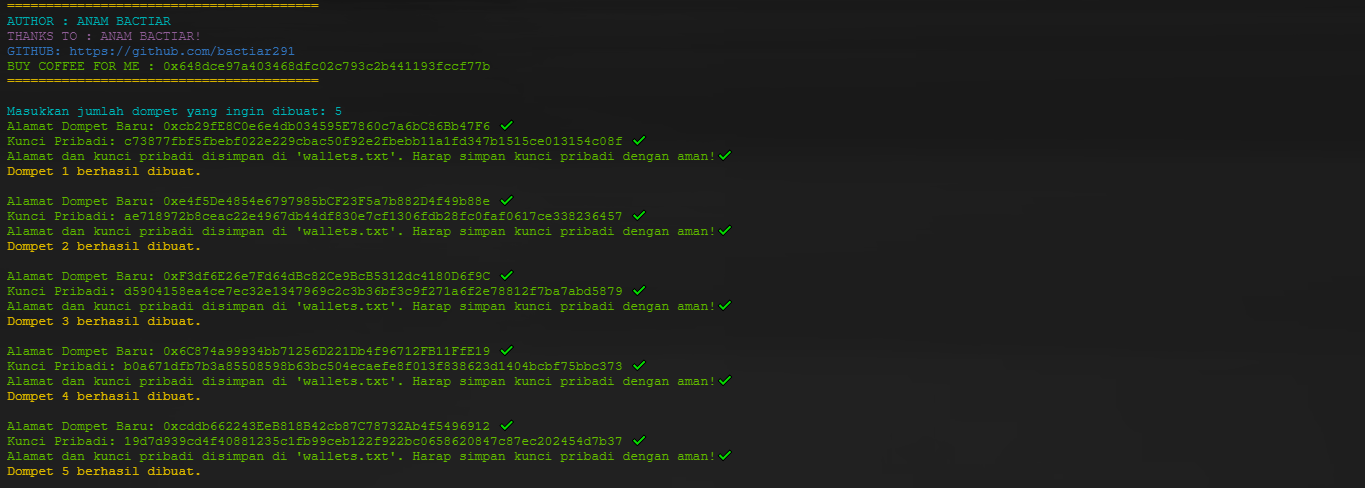 ========================================
AUTHOR : ANAM BACTIAR
THANKS TO : ANAM BACTIAR!
GITHUB: https://github.com/bactiar291
BUY COFFEE FOR ME : 0x648dce97a403468dfc02c793c2b441193fccf77b
========================================
Masukkan jumlah dompet yang ingin dibuat: 5
Alamat Dompet Baru: 0xcb29fE8C0e6e4db034595E7860c7a6bC86Bb47F6 ✓
Kunci Pribadi: c73877fbf5fbebf022e229cbac50f92e2fbebb11a1fd347b1515ce013154c08f ✓
Alamat dan kunci pribadi disimpan di 'wallets.txt'. Harap simpan kunci pribadi dengan aman!✓
Dompet 1 berhasil dibuat.
Alamat Dompet Baru: 0xe4f5De4854e6797985bCF23F5a7b882D4f49b88e ✓
Kunci Pribadi: ae718972b8ceac22e4967db44df830e7cf1306fdb28fc0faf0617ce338236457 ✓
Alamat dan kunci pribadi disimpan di 'wallets.txt'. Harap simpan kunci pribadi dengan aman!✓
Dompet 2 berhasil dibuat.
Alamat Dompet Baru: 0xF3df6E26e7Fd64dBc82Ce9BcB5312dc4180D6f9C ✓
Kunci Pribadi: d5904158ea4ce7ec32e1347969c2c3b36bf3c9f271a6f2e78812f7ba7abd5879 ✓
Alamat dan kunci pribadi disimpan di 'wallets.txt'. Harap simpan kunci pribadi dengan aman!✓
Dompet 3 berhasil dibuat.
Alamat Dompet Baru: 0x6C874a99934bb71256D221Db4f96712FB11FfE19 ✓
Kunci Pribadi: b0a671dfb7b3a85508598b63bc504ecaefe8f013f838623d1404bcbf75bbc373 ✓
Alamat dan kunci pribadi disimpan di 'wallets.txt'. Harap simpan kunci pribadi dengan aman!✓
Dompet 4 berhasil dibuat.
Alamat Dompet Baru: 0xcddb662243EeB818B42cb87C78732Ab4f5496912 ✓
Kunci Pribadi: 19d7d939cd4f40881235c1fb99ceb122f922bc0658620847c87ec202454d7b37 ✓
Alamat dan kunci pribadi disimpan di 'wallets.txt'. Harap simpan kunci pribadi dengan aman!✓
Dompet 5 berhasil dibuat.